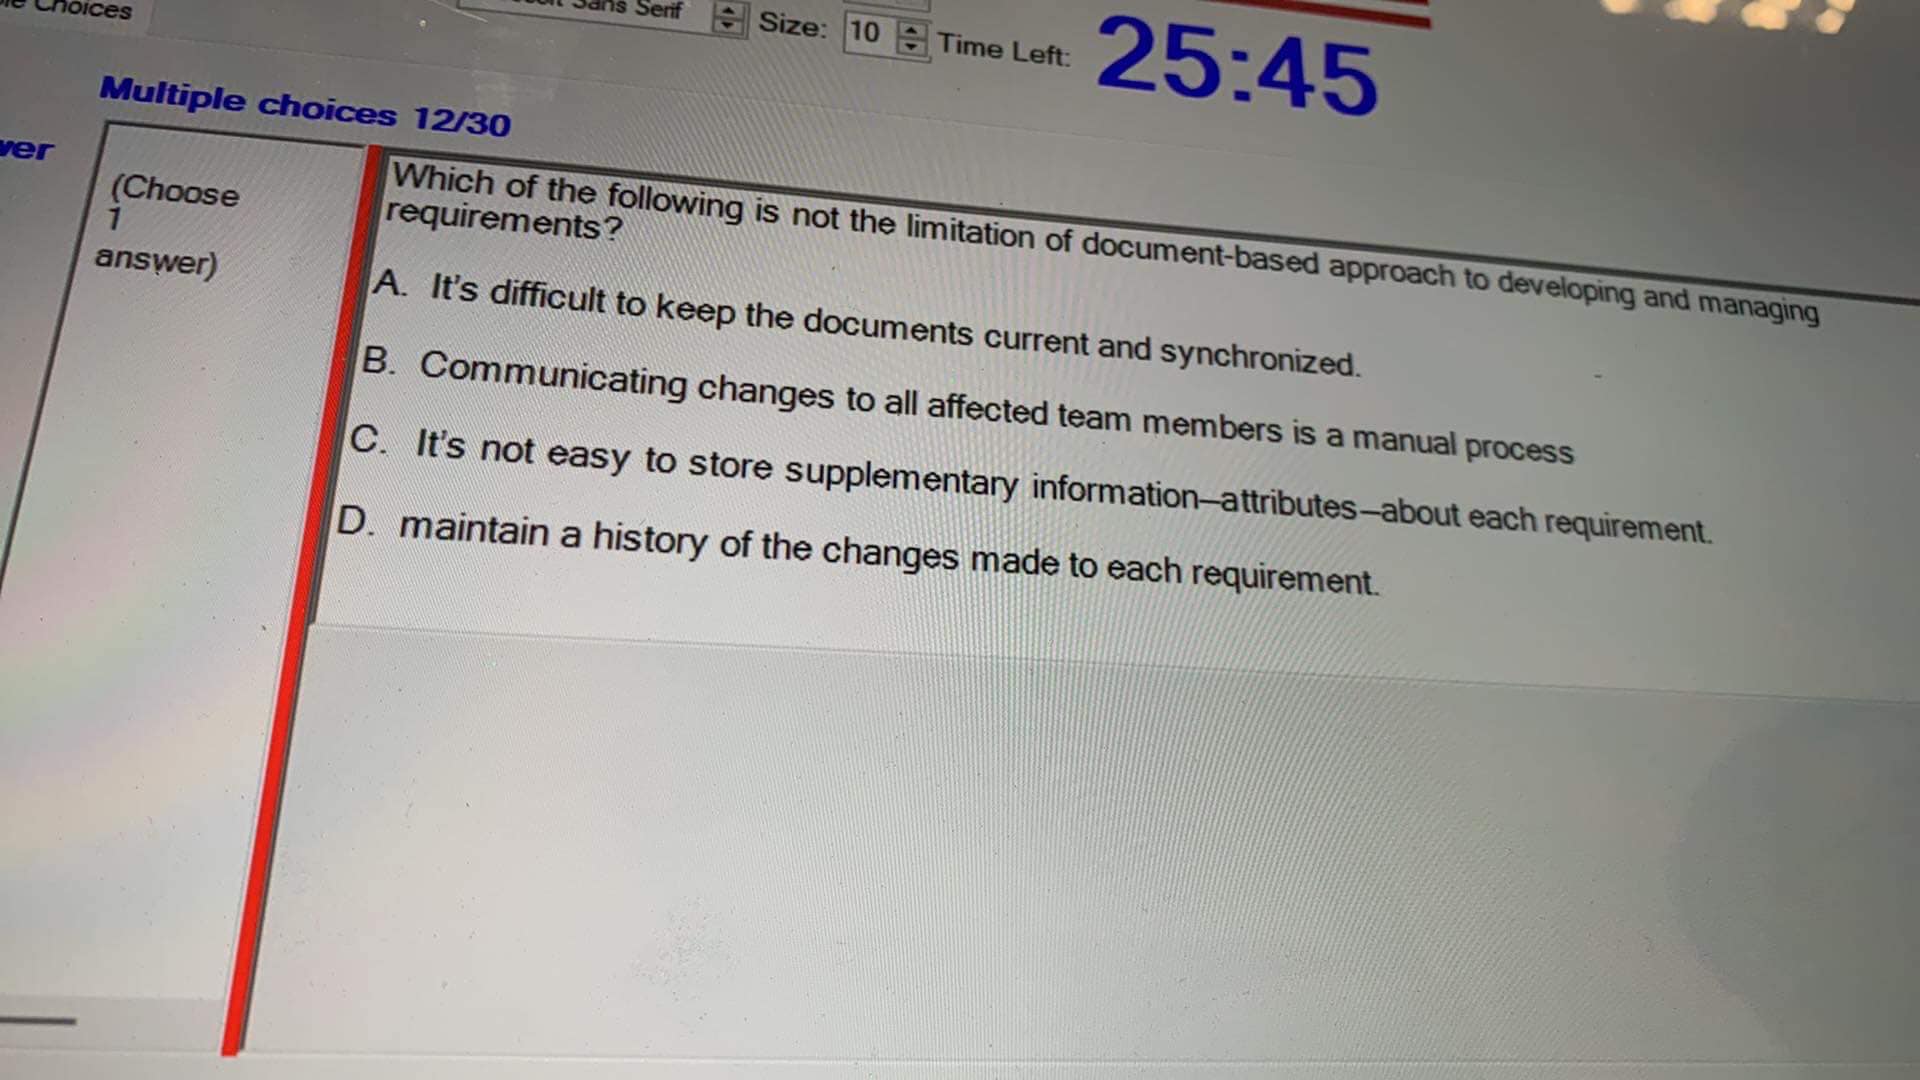 Choices
Sans Serif
Size: 10
Time Left: 25:45
Multiple choices 12/30
(Choose
1
answer)
Which of the following is not the limitation of document-based approach to developing and managing
requirements?
A. It's difficult to keep the documents current and synchronized.
B. Communicating changes to all affected team members is a manual process
C. It's not easy to store supplementary information–attributes–about each requirement.
D. maintain a history of the changes made to each requirement.